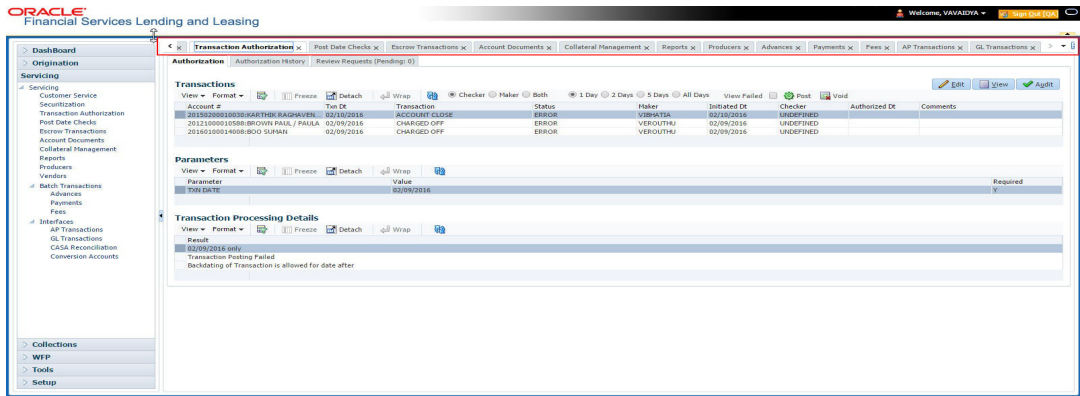 ORACLE
Financial Services Lending and Leasing
Welcome, VAVAIDYA
Sign Out (QA)
DashBoard
Origination
Servicing
Servicing
Customer Service
Securitization
Transaction Authorization
Post Date Checks
Escrow Transactions
Account Documents
Collateral Management
Reports
Producers
Vendors
Batch Transactions
Advances
Payments
Fees
Interfaces
AP Transactions
GL Transactions
CASA Reconciliation
Conversion Accounts
Collections
WFP
Tools
Setup
x Transaction Authorization x Post Date Checks x Escrow Transactions x Account Documents x Collateral Management x Reports x Producers x Advances x Payments x Fees x AP Transactions x GL Transactions x
Authorization Authorization History Review Requests (Pending: 0)
Transactions
Edit View Audit
View Format Freeze Detach Wrap Checker Maker Both 1 Day 2 Days 5 Days All Days View Failed Post Void
Account # Txn Dt Transaction Status Maker Initiated Dt Checker Authorized Dt Comments
20150200010030:KARTHIK RAGHAVEN... 02/10/2016 ACCOUNT CLOSE ERROR VIBHATIA 02/10/2016 UNDEFINED
20121000010588:BROWN PAUL / PAULA 02/09/2016 CHARGED OFF ERROR VEROUTHU 02/09/2016 UNDEFINED
20160100014008:BOO SUMAN 02/09/2016 CHARGED OFF ERROR VEROUTHU 02/09/2016 UNDEFINED
Parameters
View Format Freeze Detach Wrap
Parameter Value Required
TXN DATE 02/09/2016 Y
Transaction Processing Details
View Format Freeze Detach Wrap
Result
02/09/2016 only
Transaction Posting Failed
Backdating of Transaction is allowed for date after